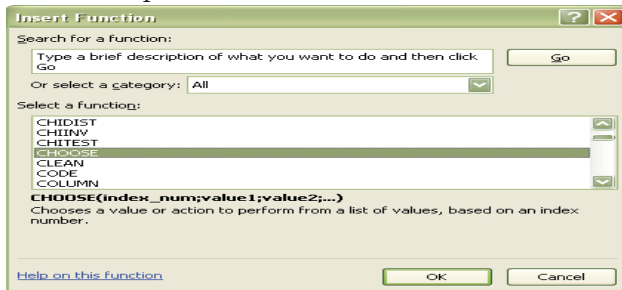 Insert Function
Search for a function:
Type a brief description of what you want to do and then click
Go
Go
Or select a category: All
Select a function:
CHIDIST
CHIINV
CHITEST
CHOOSE
CLEAN
CODE
COLUMN
CHOOSE(index_num;value1;value2;...)
Chooses a value or action to perform from a list of values, based on an index
number.
Help on this function
OK
Cancel